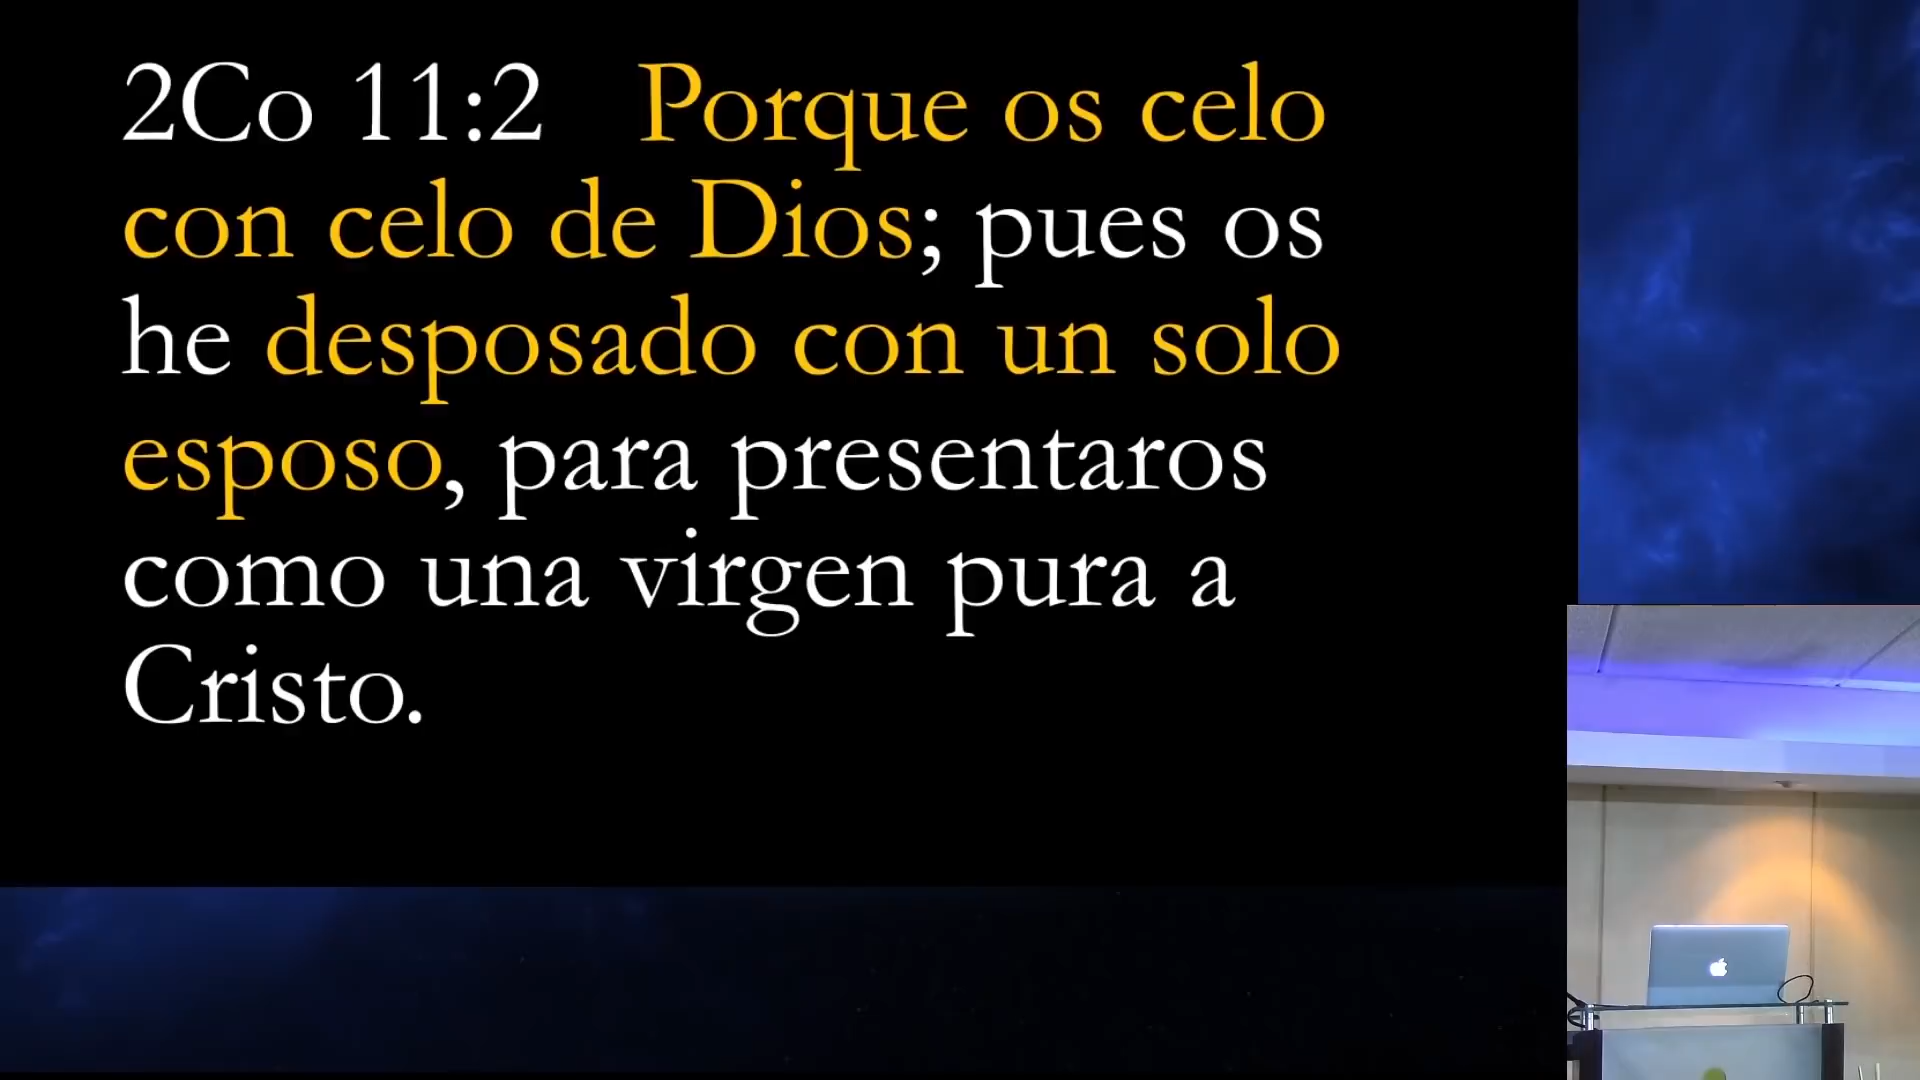 2Co 11:2 Porque os celo
con celo de Dios; pues os
he desposado con un solo
esposo, para presentaros
como una virgen pura a
Cristo.